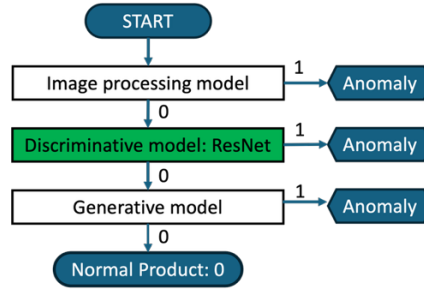 START
Image processing model
1
Anomaly
0
Discriminative model: ResNet
1
Anomaly
0
Generative model
1
Anomaly
0
Normal Product: 0